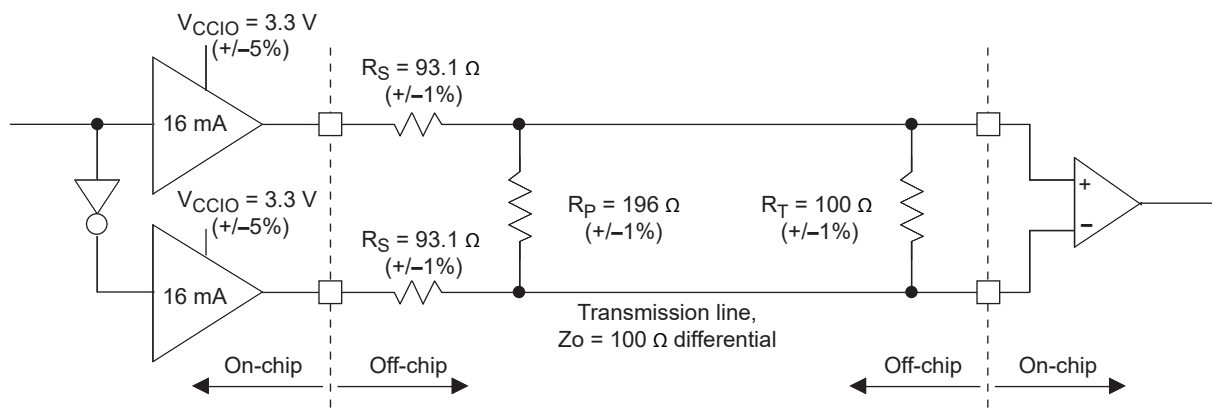 V_CCIO = 3.3 V
(+/–5%)
16 mA
R_S = 93.1 Ω
(+/–1%)
V_CCIO = 3.3 V
(+/–5%)
16 mA
R_S = 93.1 Ω
(+/–1%)
R_P = 196 Ω
(+/–1%)
R_T = 100 Ω
(+/–1%)
+
–
Transmission line,
Zo = 100 Ω differential
On-chip
Off-chip
Off-chip
On-chip